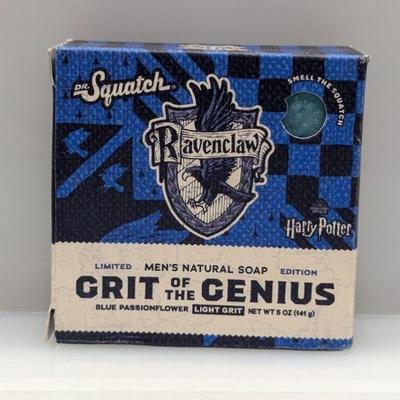 DR. Squatch
SMELL THE SQUATCH
Ravenclaw
Harry Potter
LIMITED MEN'S NATURAL SOAP EDITION
GRIT OF THE GENIUS
BLUE PASSIONFLOWER LIGHT GRIT NET WT 5 OZ (141 g)